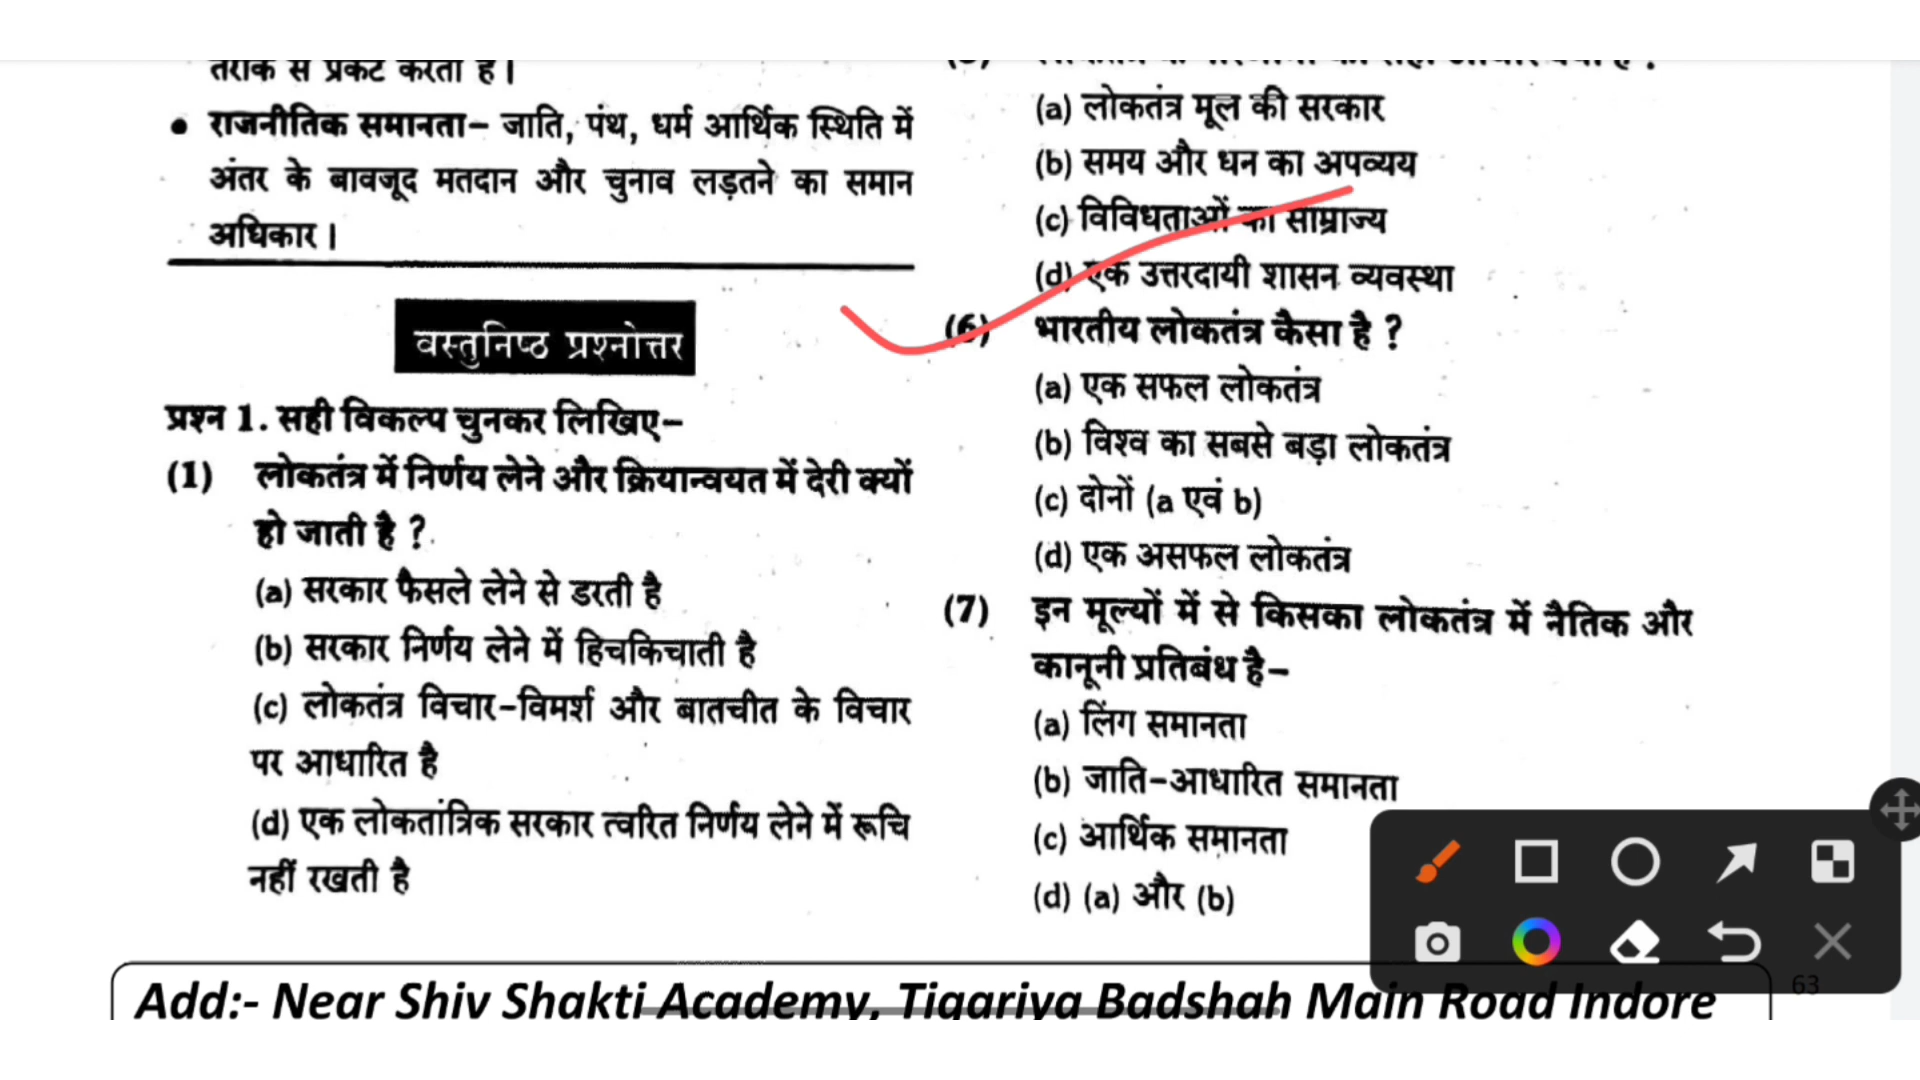 तरीके से प्रकट करता है।
• राजनीतिक समानता– जाति, पंथ, धर्म आर्थिक स्थिति में
अंतर के बावजूद मतदान और चुनाव लड़तने का समान
अधिकार।
वस्तुनिष्ठ प्रश्नोत्तर
प्रश्न 1. सही विकल्प चुनकर लिखिए–
(1) लोकतंत्र में निर्णय लेने और क्रियान्वयत में देरी क्यों
हो जाती है ?
(a) सरकार फैसले लेने से डरती है
(b) सरकार निर्णय लेने में हिचकिचाती है
(c) लोकतंत्र विचार–विमर्श और बातचीत के विचार
पर आधारित है
(d) एक लोकतांत्रिक सरकार त्वरित निर्णय लेने में रूचि
नहीं रखती है
(a) लोकतंत्र मूल की सरकार
(b) समय और धन का अपव्यय
(c) विविधताओं का साम्राज्य
(d) एक उत्तरदायी शासन व्यवस्था
(6) भारतीय लोकतंत्र कैसा है ?
(a) एक सफल लोकतंत्र
(b) विश्व का सबसे बड़ा लोकतंत्र
(c) दोनों (a एवं b)
(d) एक असफल लोकतंत्र
(7) इन मूल्यों में से किसका लोकतंत्र में नैतिक और
कानूनी प्रतिबंध है–
(a) लिंग समानता
(b) जाति–आधारित समानता
(c) आर्थिक समानता
(d) (a) और (b)
63
Add:- Near Shiv Shakti Academy, Tigariya Badshah Main Road Indore